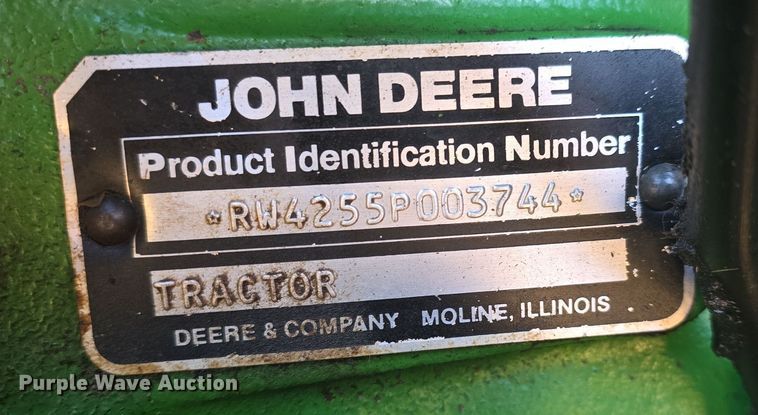 JOHN DEERE
Product Identification Number
*RW4255P003744*
TRACTOR
DEERE & COMPANY MOLINE, ILLINOIS
Purple Wave Auction